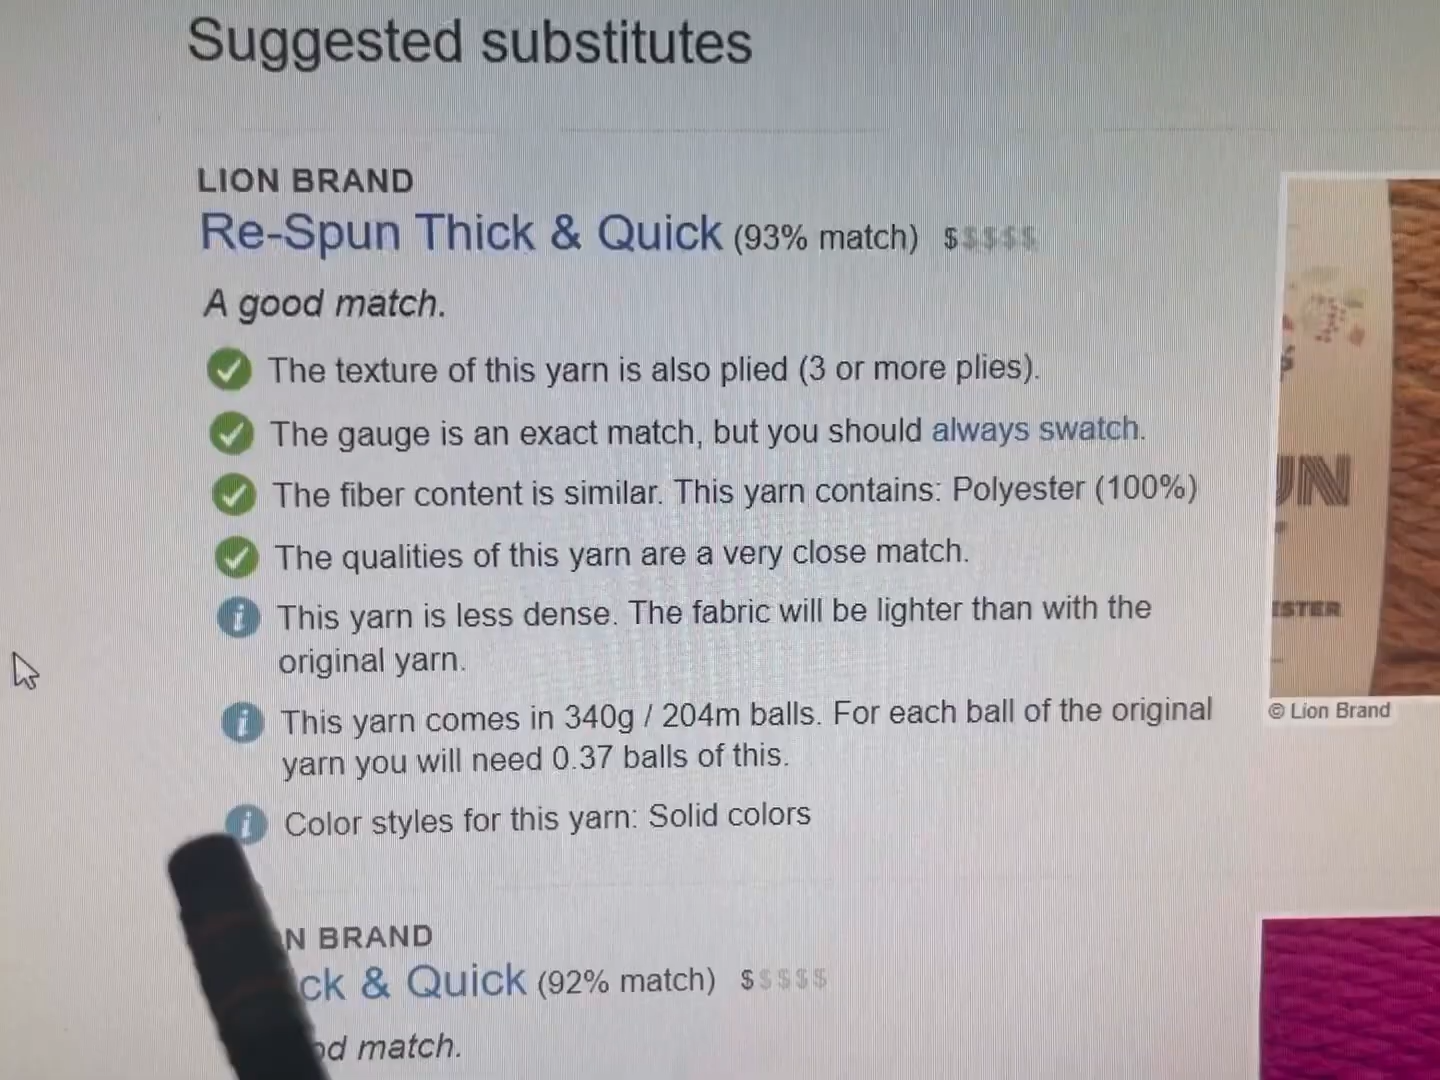 Suggested substitutes
LION BRAND
Re-Spun Thick & Quick (93% match) $$$$$
A good match.
The texture of this yarn is also plied (3 or more plies).
The gauge is an exact match, but you should always swatch.
The fiber content is similar. This yarn contains: Polyester (100%)
The qualities of this yarn are a very close match.
This yarn is less dense. The fabric will be lighter than with the
original yarn.
This yarn comes in 340g / 204m balls. For each ball of the original
yarn you will need 0.37 balls of this.
Color styles for this yarn: Solid colors
UN
ESTER
© Lion Brand
N BRAND
ck & Quick (92% match) $$$$$
od match.